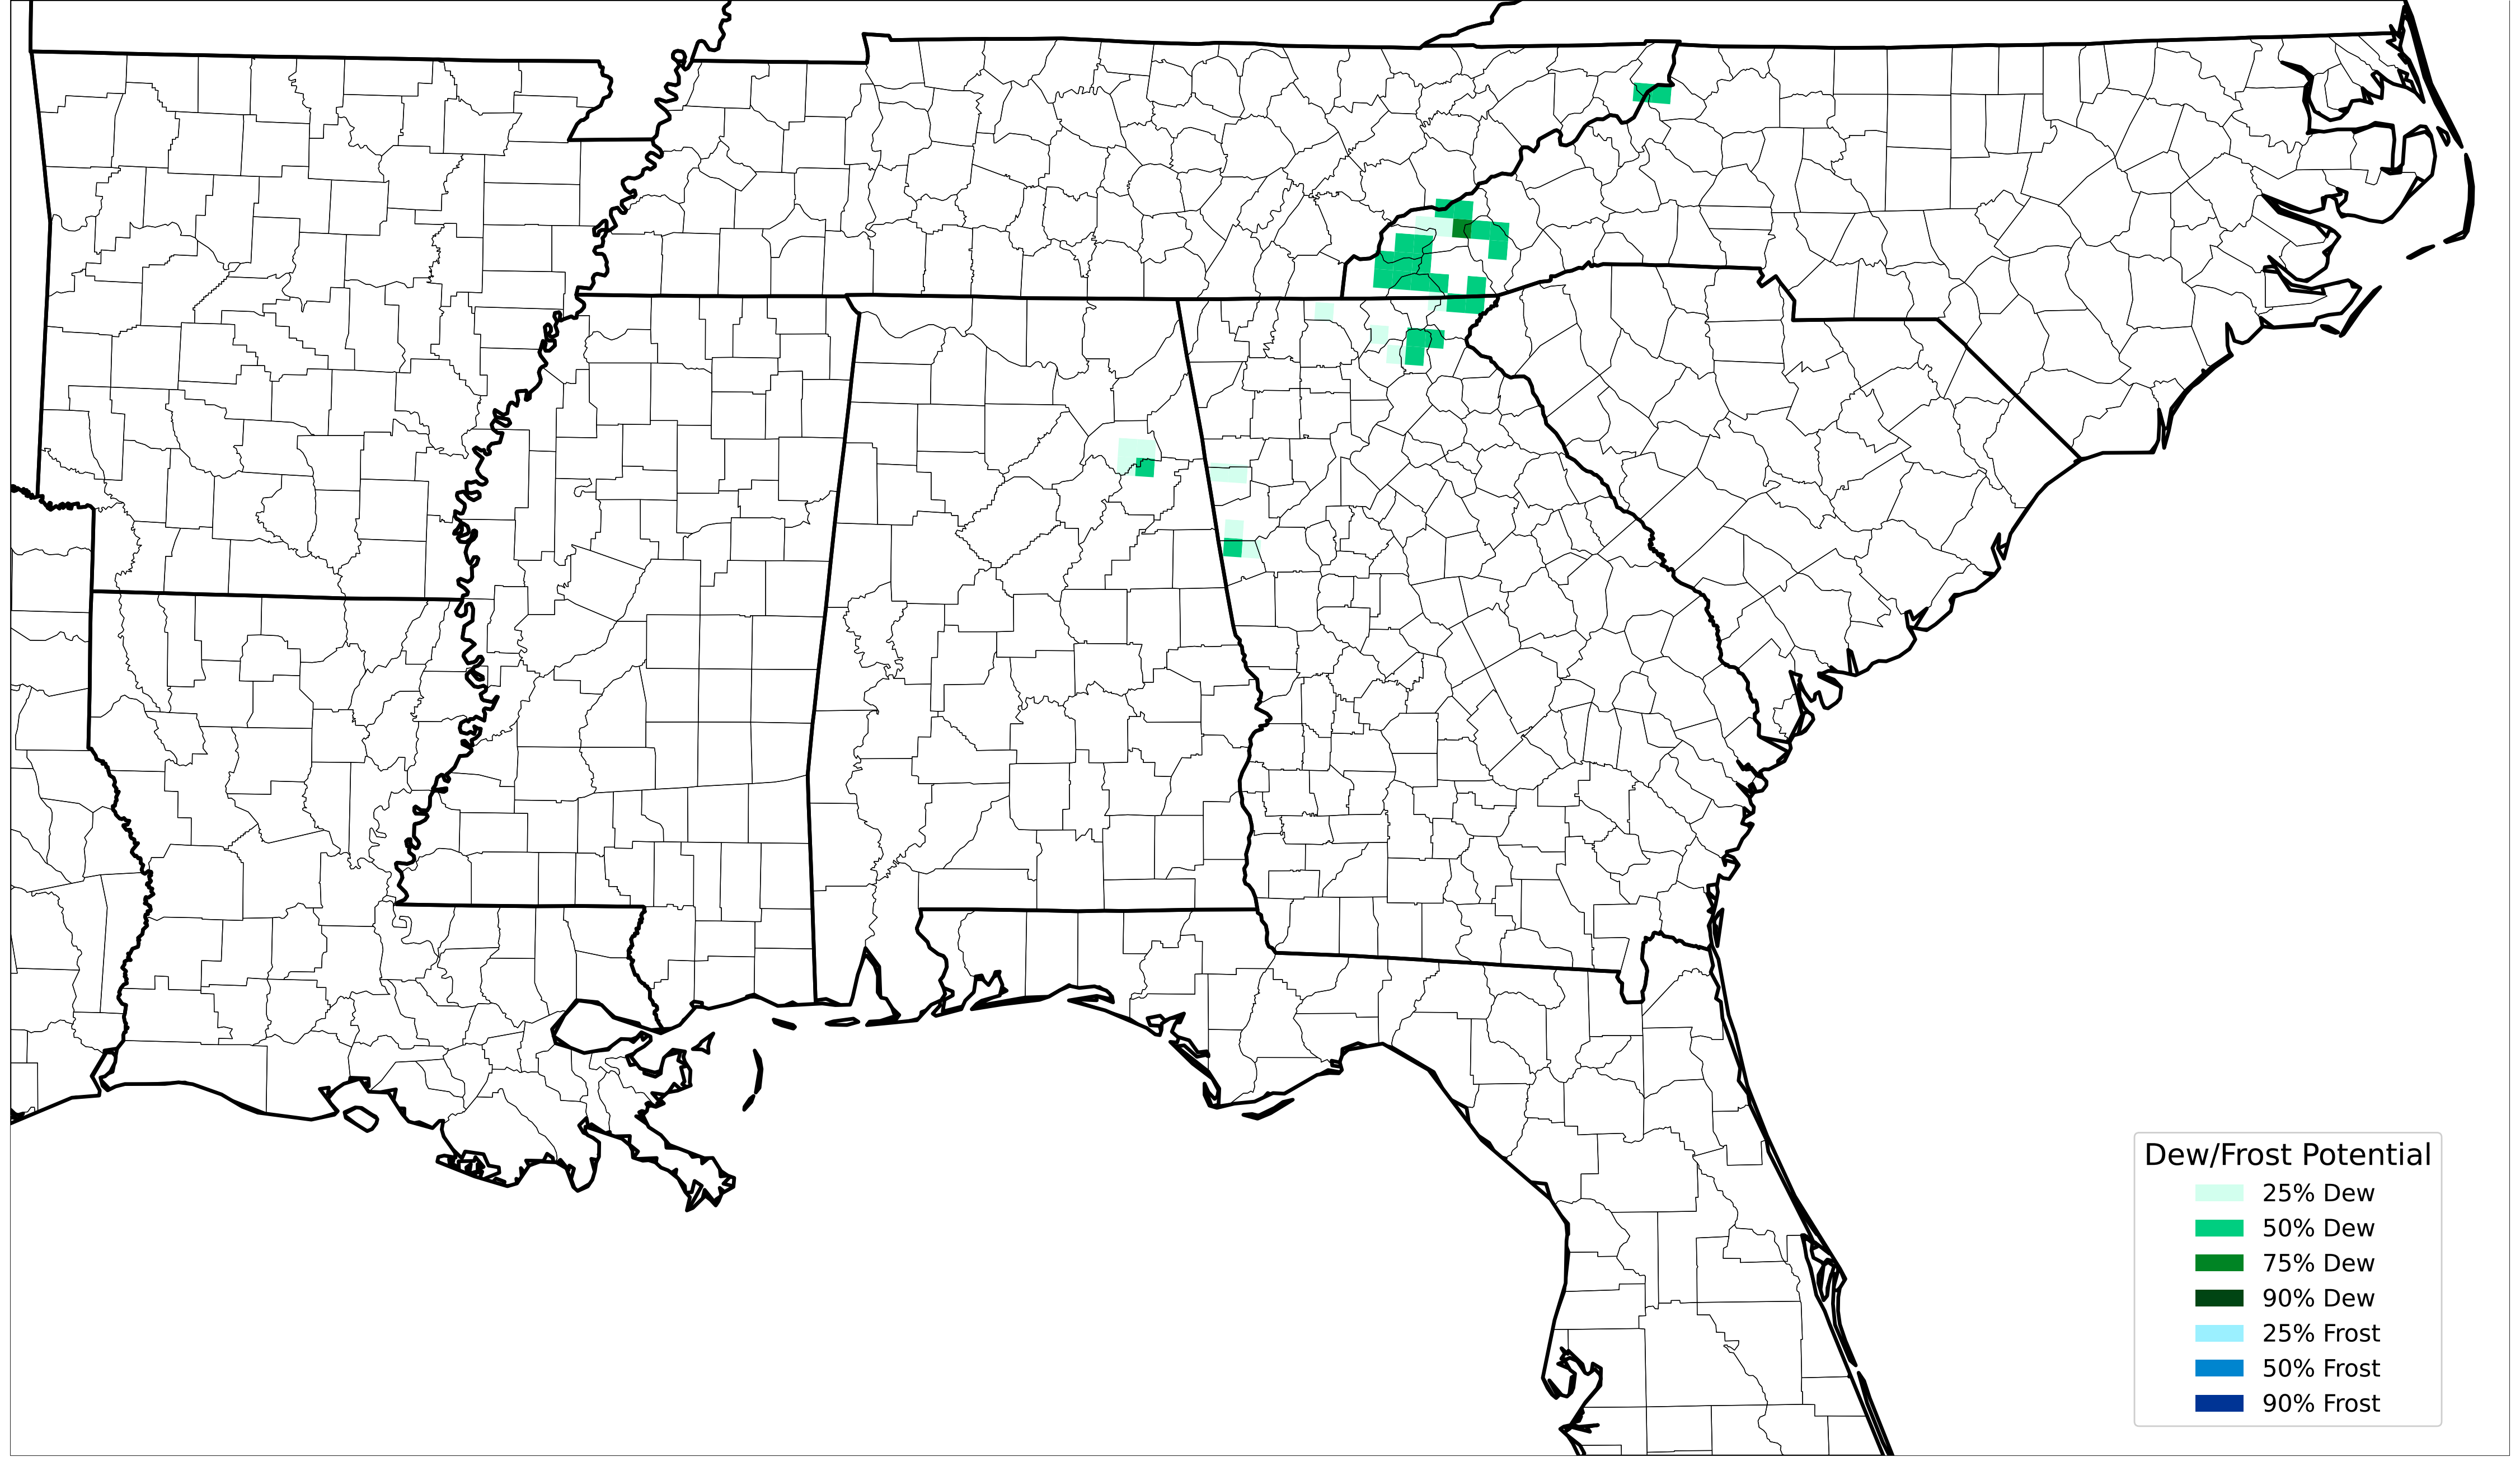 Dew/Frost Potential
25% Dew
50% Dew
75% Dew
90% Dew
25% Frost
50% Frost
90% Frost